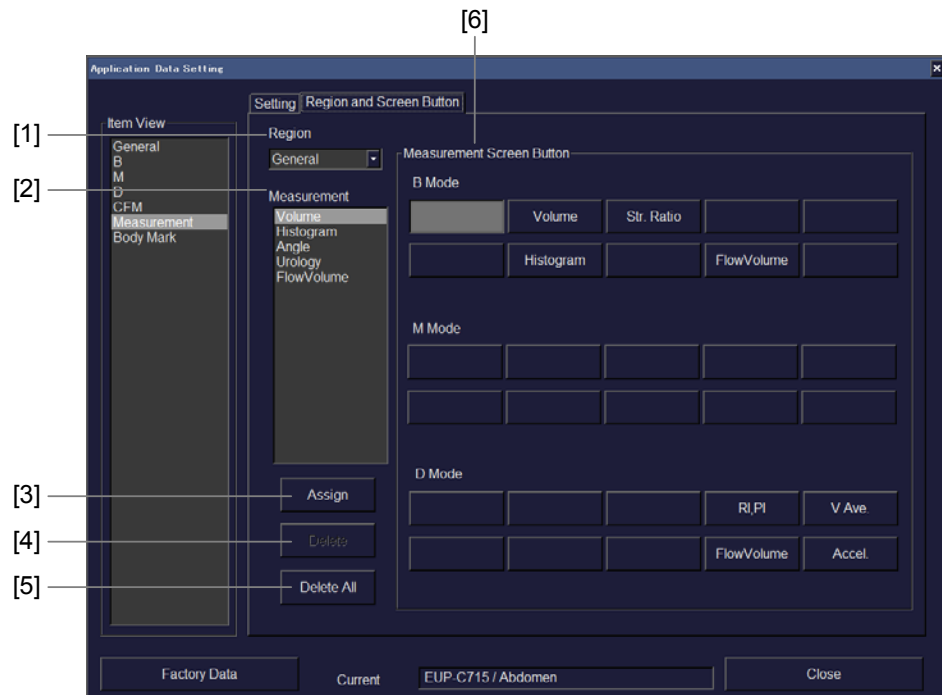 [6]
Application Data Setting
Setting Region and Screen Button
[1]
Item View
General
B
M
D
CFM
Measurement
Body Mark
Region
General
[2]
Measurement
Volume
Histogram
Angle
Urology
FlowVolume
[3]
Assign
[4]
Delete
[5]
Delete All
Measurement Screen Button
B Mode
Volume Str. Ratio
Histogram FlowVolume
M Mode
D Mode
RI,PI V Ave.
FlowVolume Accel.
Factory Data Current EUP-C715 / Abdomen Close